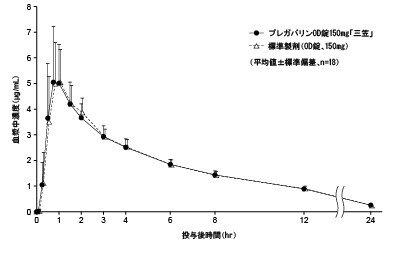 8
7
6
5
4
3
2
1
0
血漿中濃度(μg/mL)
プレガバリンOD錠150mg「三笠」
標準製剤(OD錠、150mg)
(平均値±標準偏差、n=18)
0 1 2 3 4 6 8 12 24
投与後時間(hr)